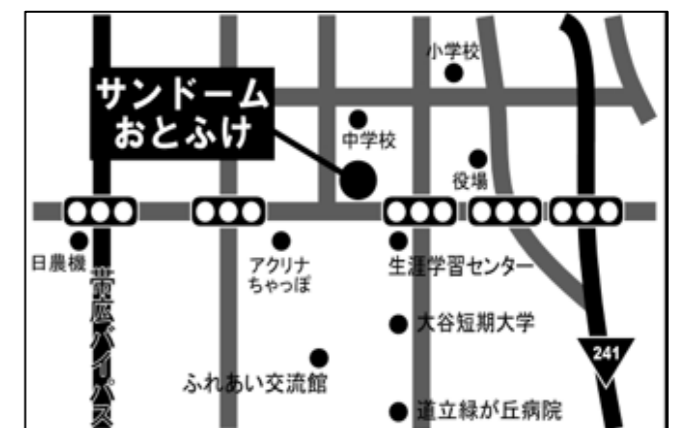 小学校
サンドーム
おとふけ
中学校
役場
日農機
アクリナ
ちゃっぽ
生涯学習センター
帯広バイパス
大谷短期大学
241
ふれあい交流館
道立緑が丘病院